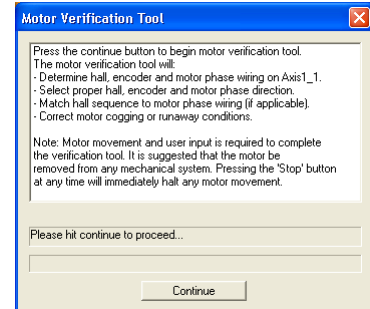 Motor Verification Tool
Press the continue button to begin motor verification tool.
The motor verification tool will:
- Determine hall, encoder and motor phase wiring on Axis1_1.
- Select proper hall, encoder and motor phase direction.
- Match hall sequence to motor phase wiring (if applicable).
- Correct motor cogging or runaway conditions.
Note: Motor movement and user input is required to complete
the verification tool. It is suggested that the motor be
removed from any mechanical system. Pressing the 'Stop' button
at any time will immediately halt any motor movement.
Please hit continue to proceed...
Continue